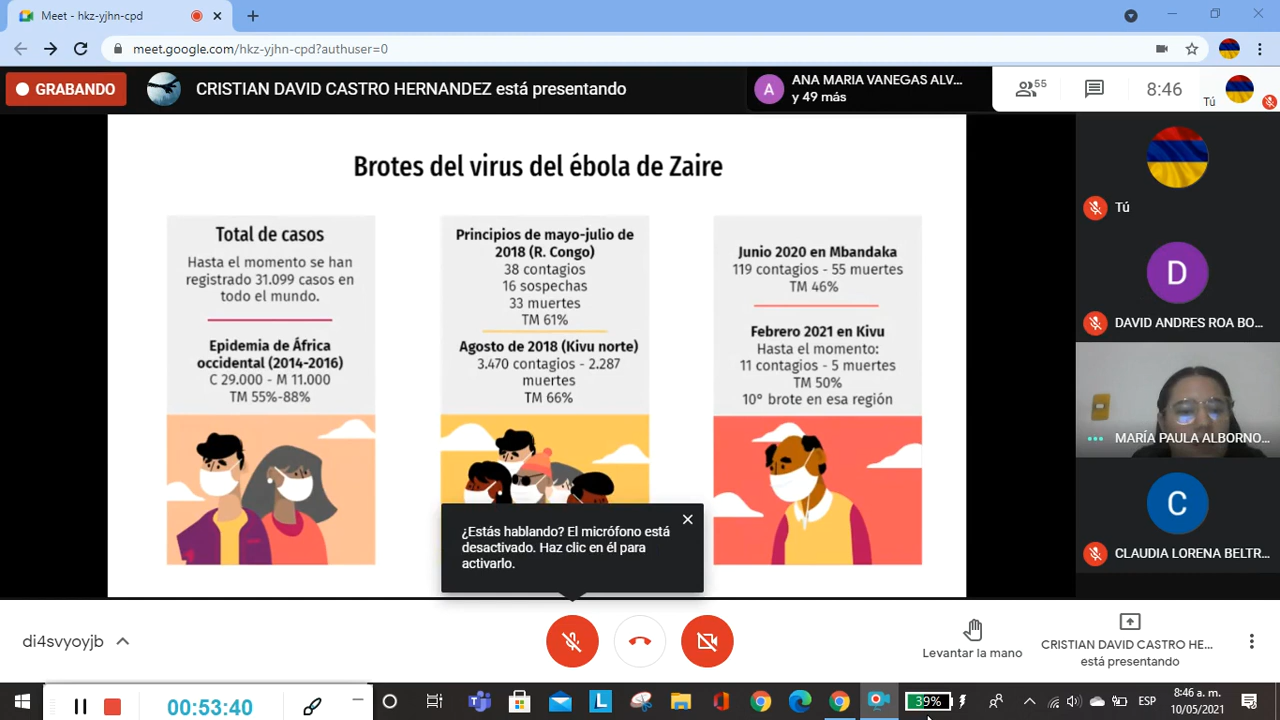 Meet - hkz-yjhn-cpd
meet.google.com/hkz-yjhn-cpd?authuser=0
GRABANDO
CRISTIAN DAVID CASTRO HERNANDEZ está presentando
ANA MARIA VANEGAS ALV...
y 49 más
55
8:46
Tú
Brotes del virus del ébola de Zaire
Total de casos
Hasta el momento se han
registrado 31.099 casos en
todo el mundo.
Epidemia de África
occidental (2014-2016)
C 29.000 - M 11.000
TM 55%-88%
Principios de mayo-julio de
2018 (R. Congo)
38 contagios
16 sospechas
33 muertes
TM 61%
Agosto de 2018 (Kivu norte)
3.470 contagios - 2.287
muertes
TM 66%
Junio 2020 en Mbandaka
119 contagios - 55 muertes
TM 46%
Febrero 2021 en Kivu
Hasta el momento:
11 contagios - 5 muertes
TM 50%
10° brote en esa región
Tú
D
DAVID ANDRES ROA BO...
MARÍA PAULA ALBORNO...
C
CLAUDIA LORENA BELTR...
¿Estás hablando? El micrófono está
desactivado. Haz clic en él para
activarlo.
di4svyoyjb
Levantar la mano
CRISTIAN DAVID CASTRO HE...
está presentando
00:53:40
39%
ESP
8:46 a. m.
10/05/2021